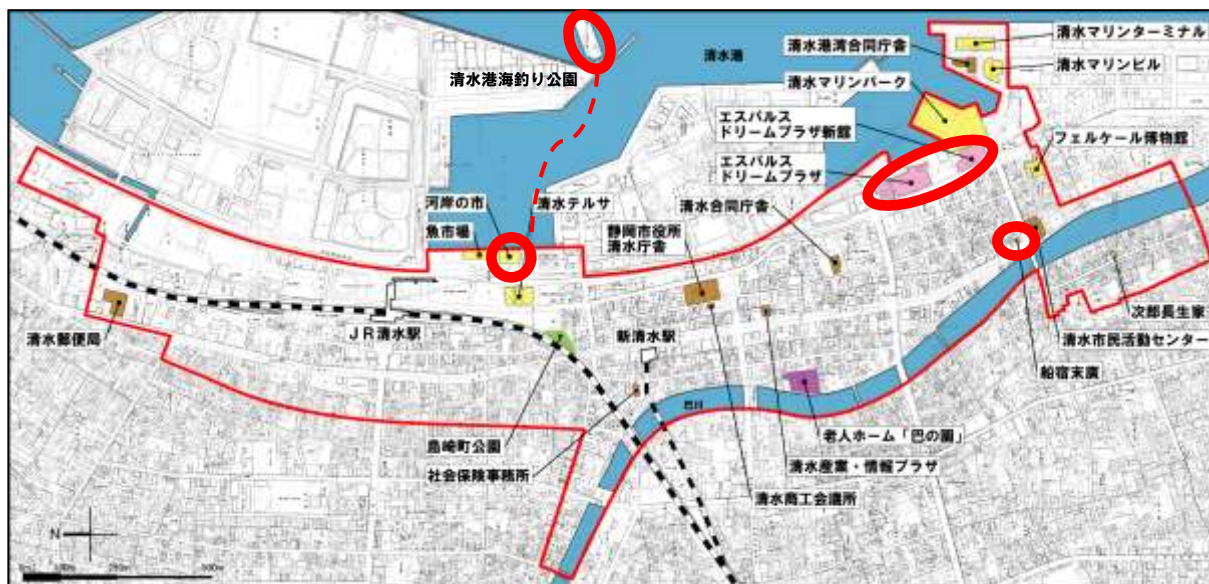 清水港海釣り公園
清水港
清水マリンターミナル
清水港湾合同庁舎
清水マリンビル
清水マリンパーク
エスパルス
ドリームプラザ新館
フェルケール博物館
エスパルス
ドリームプラザ
河岸の市
清水テルサ
清水合同庁舎
魚市場
静岡市役所
清水庁舎
次郎長生家
清水郵便局
JR清水駅
新清水駅
清水市民活動センター
船宿末廣
巴川
島崎町公園
老人ホーム「巴の園」
社会保険事務所
清水産業・情報プラザ
清水商工会議所
N
500m